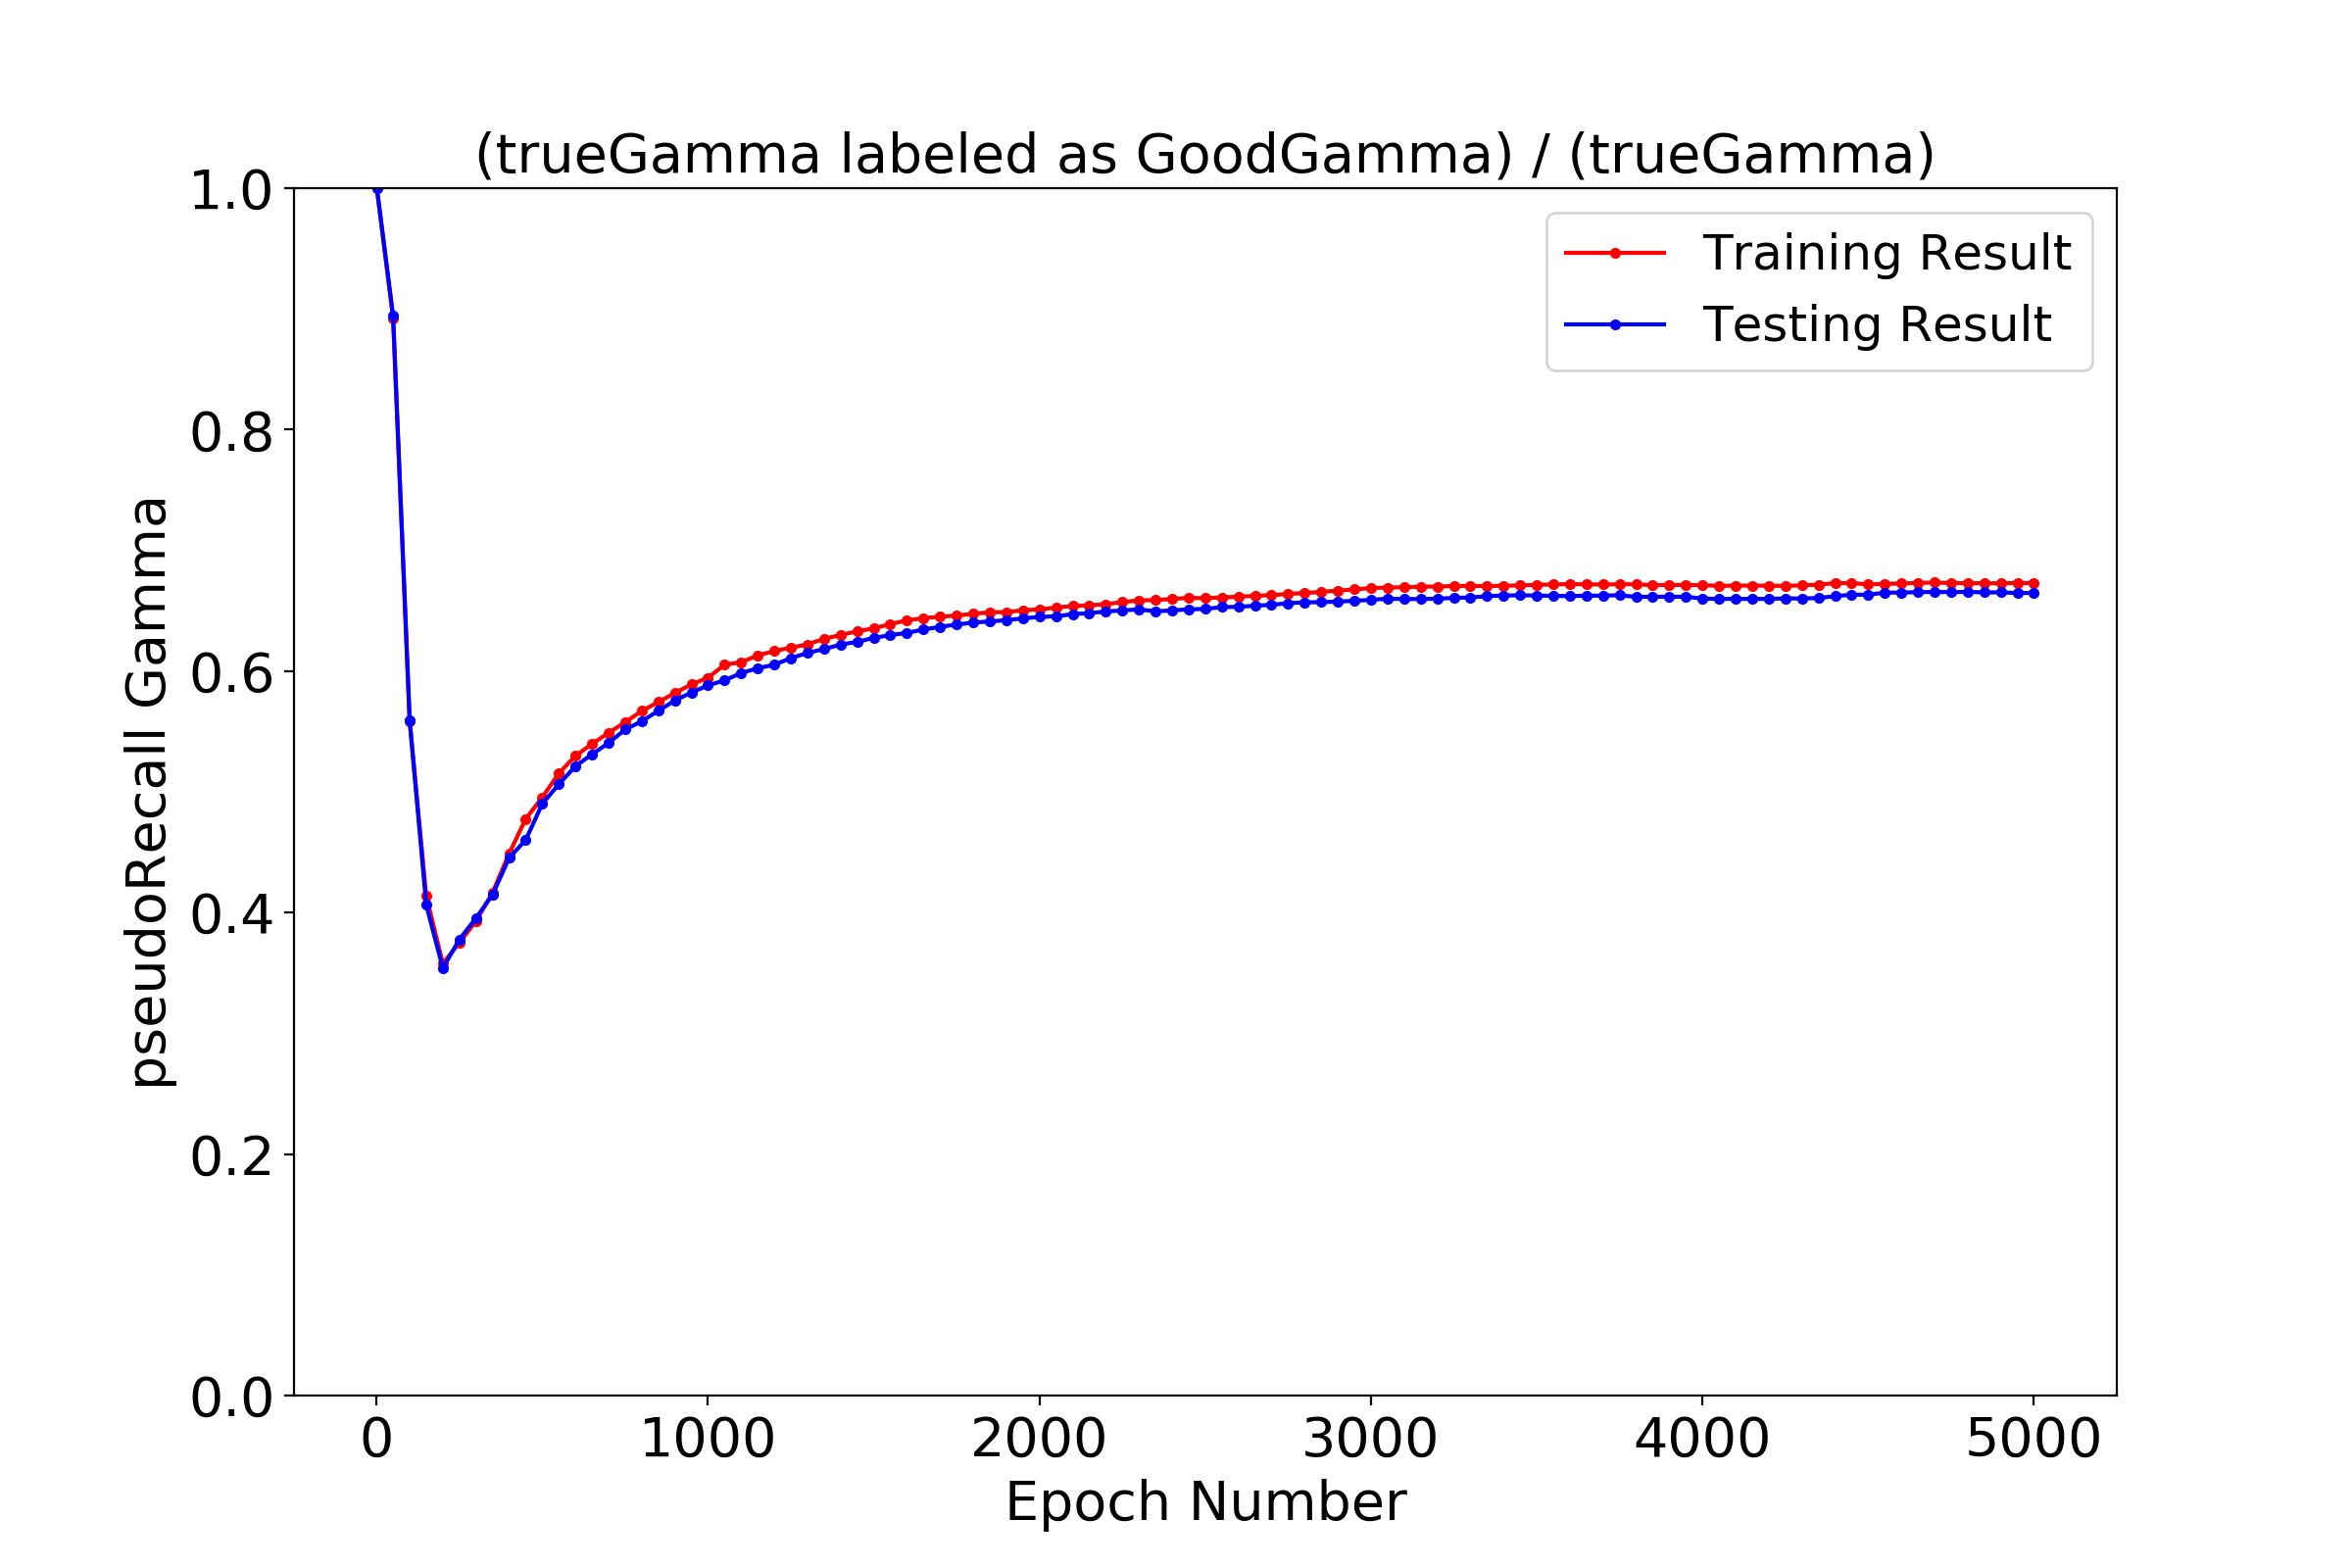 (trueGamma labeled as GoodGamma) / (trueGamma)
1.0
0.8
0.6
0.4
0.2
0.0
pseudoRecall Gamma
Training Result
Testing Result
0 1000 2000 3000 4000 5000
Epoch Number